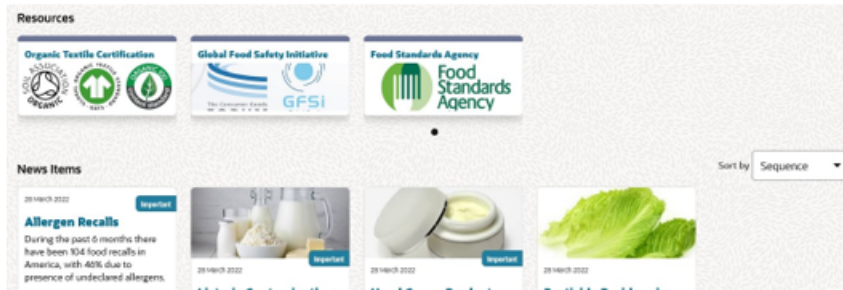 Resources
Organic Textile Certification
Global Food Safety Initiative
Food Standards Agency
SOIL ASSOCIATION
ORGANIC
The Consumer Goods
GFSi
Food
Standards
Agency
News Items
Sort by Sequence
28 March 2022
Important
Allergen Recalls
During the past 6 months there
have been 104 food recalls in
America, with 46% due to
presence of undeclared allergens.
Important
28 March 2022
Important
28 March 2022
28 March 2022